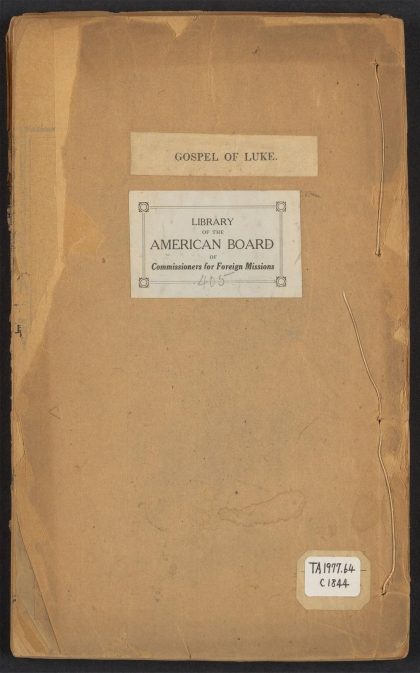 GOSPEL OF LUKE.
LIBRARY
OF THE
AMERICAN BOARD
OF
Commissioners for Foreign Missions
405
TA1977.64
C1844